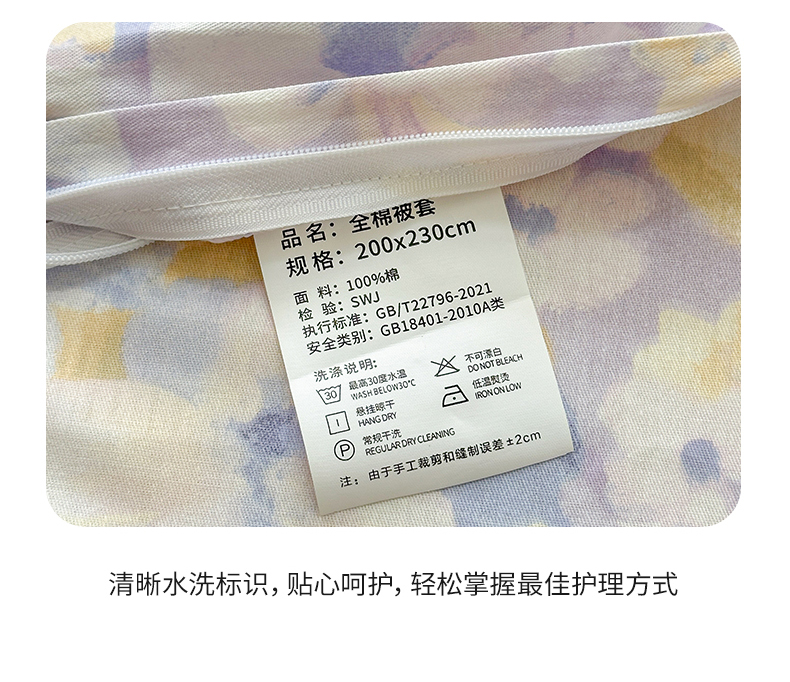 品名：全棉被套
规格：200x230cm
面 料：100%棉
检 验：SWJ
执行标准：GB/T22796-2021
安全类别：GB18401-2010A类
洗涤说明:
30 最高30度水温
WASH BELOW30°C
不可漂白
DO NOT BLEACH
悬挂晾干
HANG DRY
低温熨烫
IRON ON LOW
P 常规干洗
REGULAR DRY CLEANING
注：由于手工裁剪和缝制误差±2cm
清晰水洗标识，贴心呵护，轻松掌握最佳护理方式